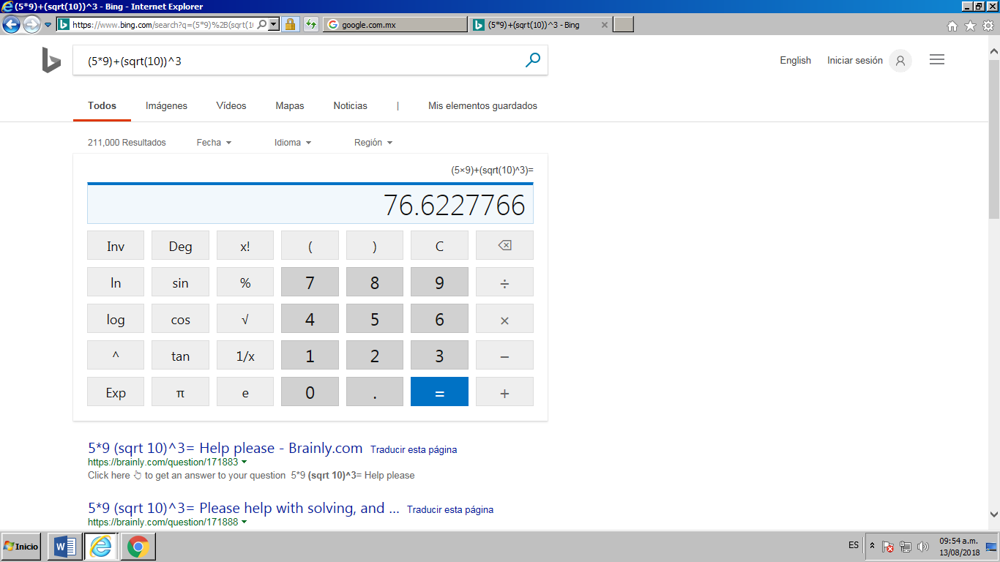 (5*9)+(sqrt(10))^3 - Bing - Internet Explorer
https://www.bing.com/search?q=(5*9)%2B(sqrt(1
google.com.mx
(5*9)+(sqrt(10))^3 - Bing
(5*9)+(sqrt(10))^3
English Iniciar sesión
Todos Imágenes Vídeos Mapas Noticias | Mis elementos guardados
211,000 Resultados Fecha Idioma Región
(5×9)+(sqrt(10)^3)=
76.6227766
Inv Deg x! ( ) C
ln sin % 7 8 9 ÷
log cos √ 4 5 6 ×
^ tan 1/x 1 2 3 −
Exp π e 0 . = +
5*9 (sqrt 10)^3= Help please - Brainly.com Traducir esta página
https://brainly.com/question/171883
Click here to get an answer to your question 5*9 (sqrt 10)^3= Help please
5*9 (sqrt 10)^3= Please help with solving, and ... Traducir esta página
https://brainly.com/question/171888
Inicio
ES
09:54 a.m.
13/08/2018